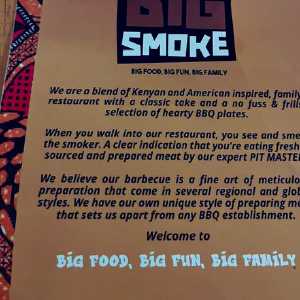 BIG
SMOKE
BIG FOOD, BIG FUN, BIG FAMILY
We are a blend of Kenyan and American inspired, family
restaurant with a classic take and a no fuss & frills
selection of hearty BBQ plates.
When you walk into our restaurant, you see and sme
the smoker. A clear indication that you're eating fresh
sourced and prepared meat by our expert PIT MASTE
We believe our barbecue is a fine art of meticulo
preparation that come in several regional and glob
styles. We have our own unique style of preparing me
that sets us apart from any BBQ establishment.
Welcome to
BIG FOOD, BIG FUN, BIG FAMILY